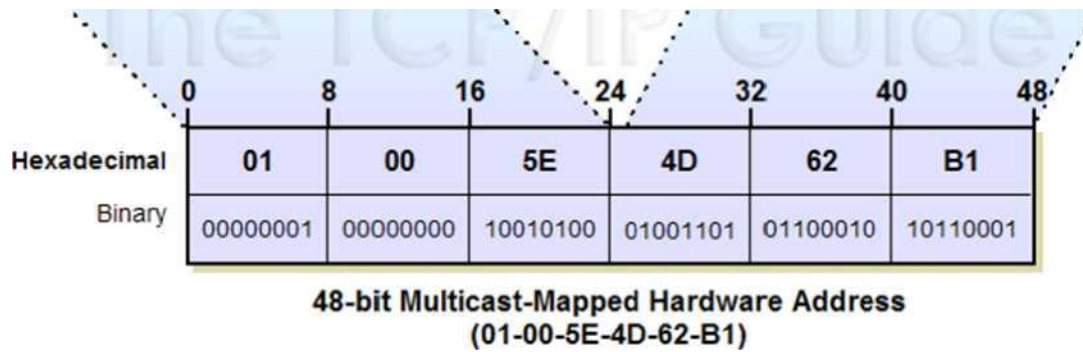 The TCP/IP Guide
0 8 16 24 32 40 48
Hexadecimal 01 00 5E 4D 62 B1
Binary 00000001 00000000 10010100 01001101 01100010 10110001
48-bit Multicast-Mapped Hardware Address
(01-00-5E-4D-62-B1)